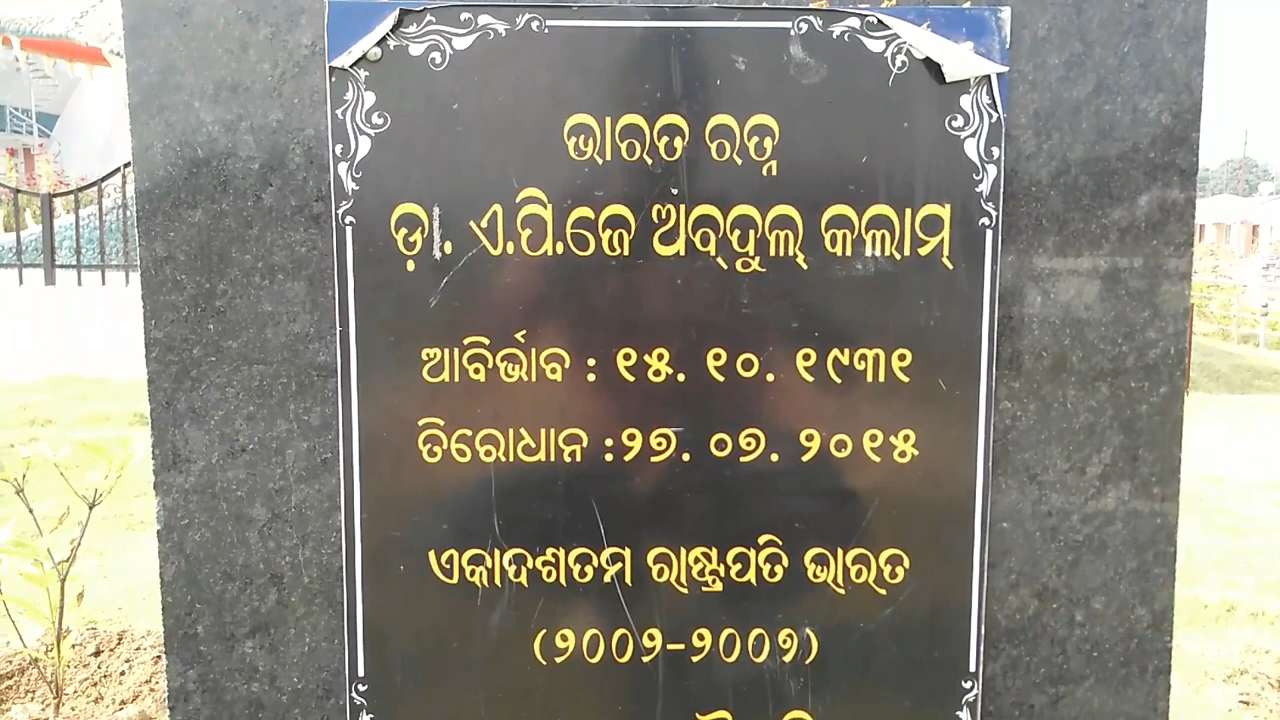 ଭାରତ ରତ୍ନ
ଡ଼ା. ଏ.ପି.ଜେ ଅବ୍ଦୁଲ୍ କଲାମ୍
ଆବିର୍ଭାବ : ୧୫. ୧୦. ୧୯୩୧
ତିରୋଧାନ :୨୭. ୦୭. ୨୦୧୫
ଏକାଦଶତମ ରାଷ୍ଟ୍ରପତି ଭାରତ
(୨୦୦୨-୨୦୦୭)